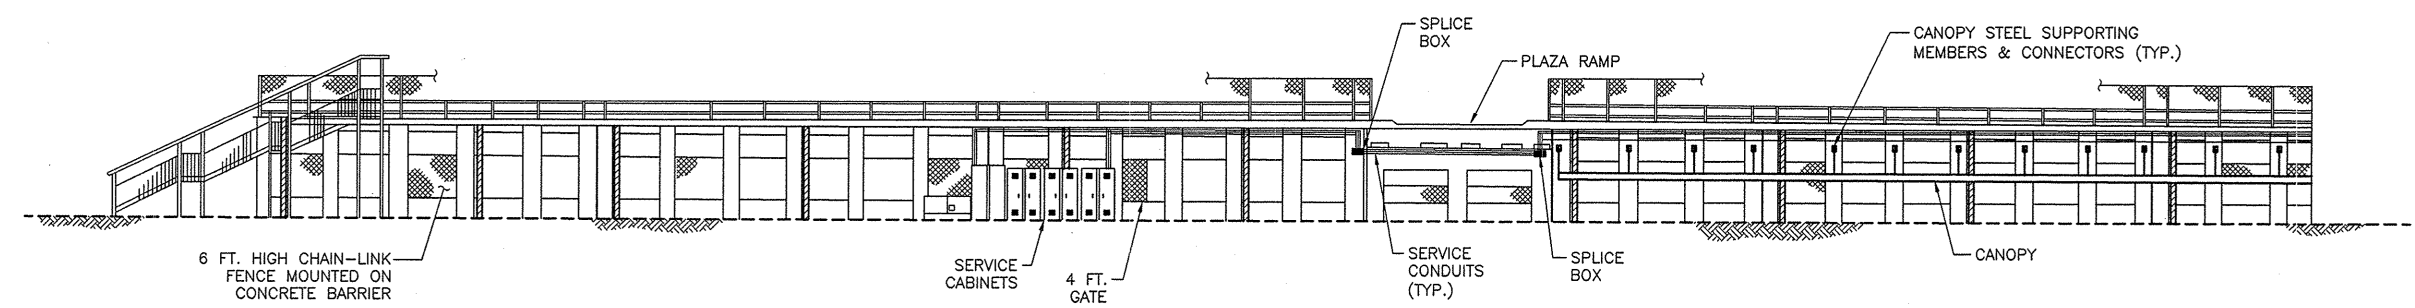 SPLICE
BOX
PLAZA RAMP
CANOPY STEEL SUPPORTING
MEMBERS & CONNECTORS (TYP.)
6 FT. HIGH CHAIN-LINK
FENCE MOUNTED ON
CONCRETE BARRIER
SERVICE
CABINETS
4 FT.
GATE
SERVICE
CONDUITS
(TYP.)
SPLICE
BOX
CANOPY